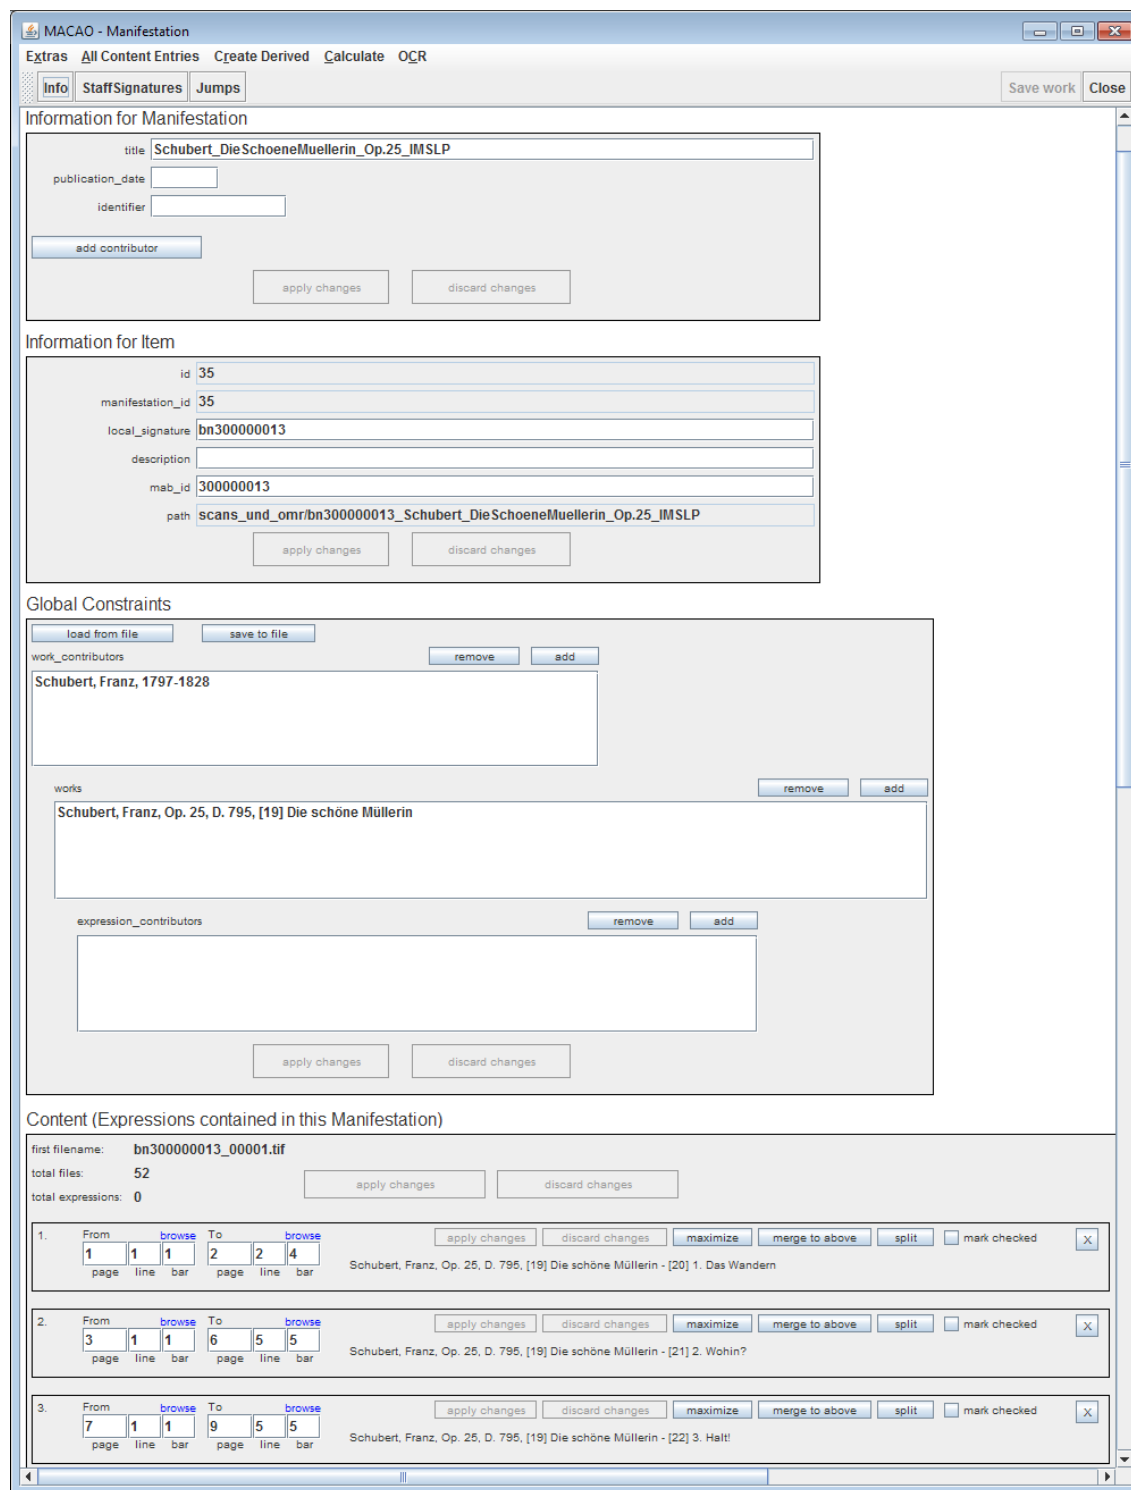 MACAO - Manifestation
Extras All Content Entries Create Derived Calculate OCR
Info StaffSignatures Jumps Save work Close
Information for Manifestation
title Schubert_DieSchoeneMuellerin_Op.25_IMSLP
publication_date
identifier
add contributor
apply changes discard changes
Information for Item
id 35
manifestation_id 35
local_signature bn300000013
description
mab_id 300000013
path scans_und_omr/bn300000013_Schubert_DieSchoeneMuellerin_Op.25_IMSLP
apply changes discard changes
Global Constraints
load from file save to file
work_contributors remove add
Schubert, Franz, 1797-1828
works remove add
Schubert, Franz, Op. 25, D. 795, [19] Die schöne Müllerin
expression_contributors remove add
apply changes discard changes
Content (Expressions contained in this Manifestation)
first filename: bn300000013_00001.tif
total files: 52
apply changes discard changes
total expressions: 0
1. From browse To browse apply changes discard changes maximize merge to above split mark checked X
1 1 1 2 2 4
page line bar page line bar Schubert, Franz, Op. 25, D. 795, [19] Die schöne Müllerin - [20] 1. Das Wandern
2. From browse To browse apply changes discard changes maximize merge to above split mark checked X
3 1 1 6 5 5
page line bar page line bar Schubert, Franz, Op. 25, D. 795, [19] Die schöne Müllerin - [21] 2. Wohin?
3. From browse To browse apply changes discard changes maximize merge to above split mark checked X
7 1 1 9 5 5
page line bar page line bar Schubert, Franz, Op. 25, D. 795, [19] Die schöne Müllerin - [22] 3. Halt!